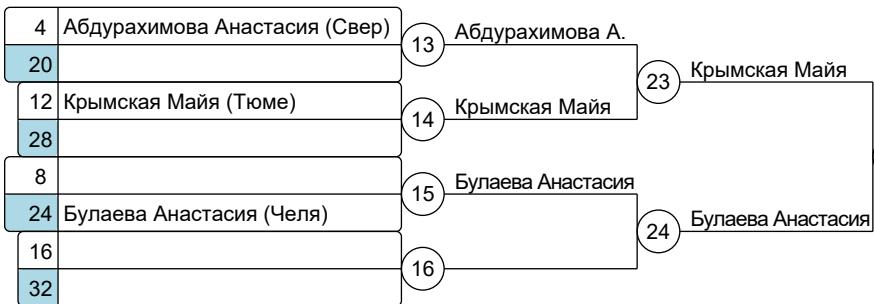 4 Абдурахимова Анастасия (Свер)
20
12 Крымская Майя (Тюме)
28
8
24 Булаева Анастасия (Челя)
16
32
13 Абдурахимова А.
14 Крымская Майя
15 Булаева Анастасия
16
23 Крымская Майя
24 Булаева Анастасия